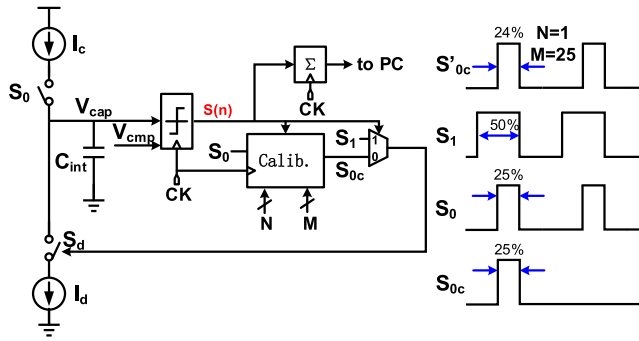 I_c
S_0
V_cap
V_cmp
C_int
CK
S(n)
Σ
to PC
CK
S_0
Calib.
S_1
S_0c
1
0
CK
N
M
S_d
I_d
24%
N=1
M=25
S'_0c
50%
S_1
25%
S_0
25%
S_0c